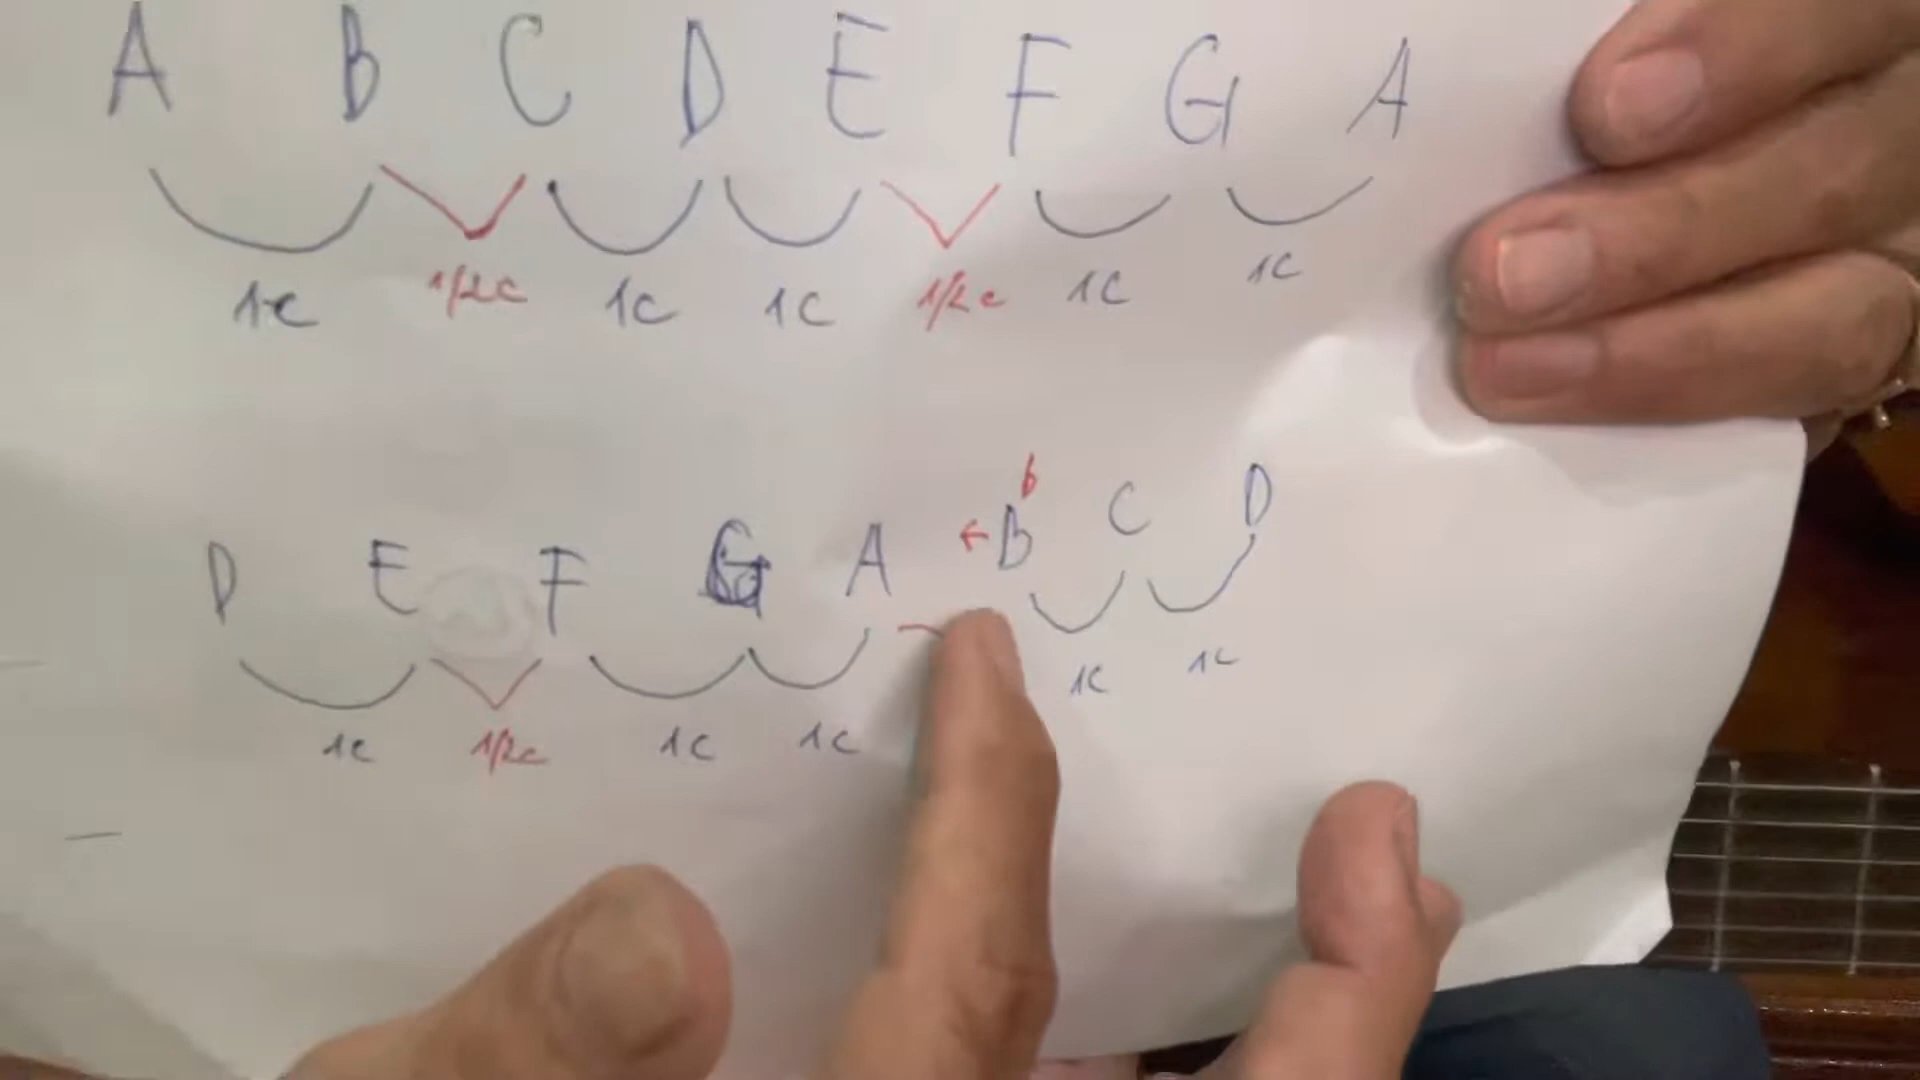 A B C D E F G A
1c 1/2c 1c 1c 1/2c 1c 1c
b
D E F G A ← B C D
1c 1/2c 1c 1c 1c 1c